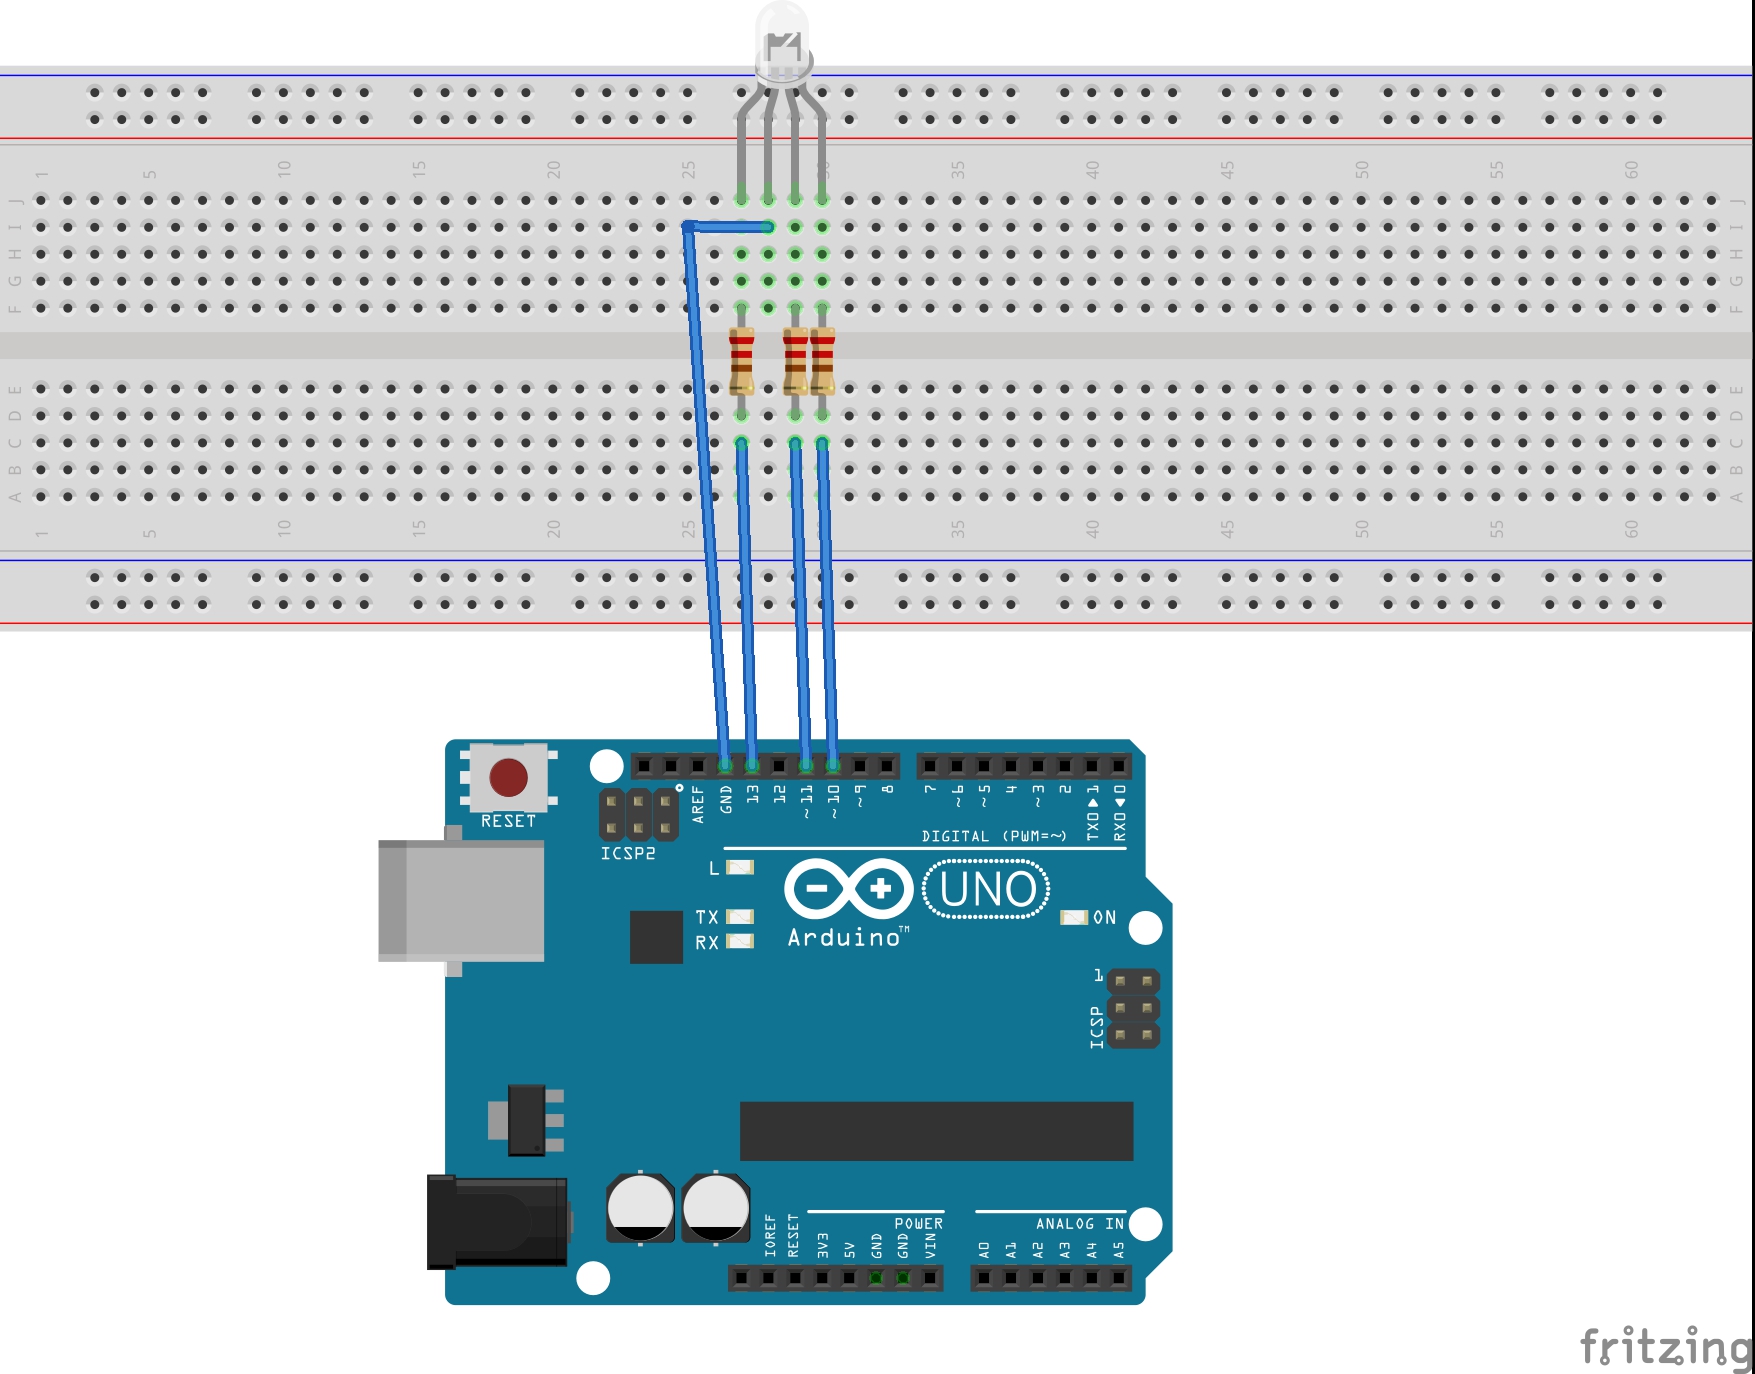 1 5 10 15 20 25 30 35 40 45 50 55 60
J J
I I
H H
G G
F F
E E
D D
C C
B B
A A
1 5 10 15 20 25 35 40 45 50 55 60
RESET
ICSP2
AREF GND 13 12 ~11 ~10 ~9 8 7 ~6 ~5 4 ~3 2 TX0▶1 RX0◀0
DIGITAL (PWM=~)
L
TX
RX
UNO
Arduino™
ON
1
ICSP
POWER
ANALOG IN
IOREF RESET 3V3 5V GND GND VIN A0 A1 A2 A3 A4 A5
fritzing